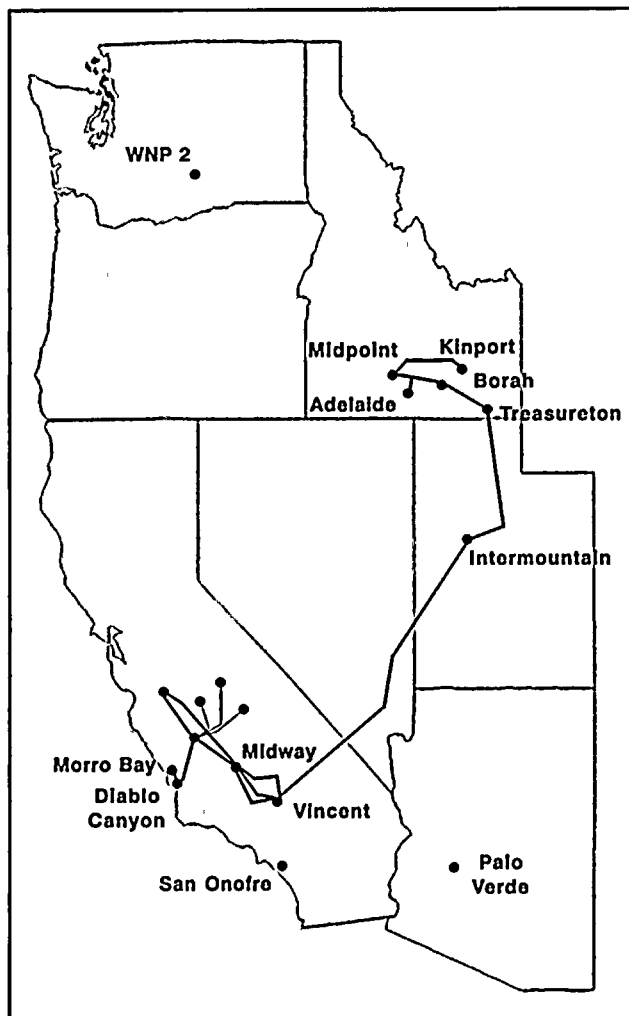 WNP 2
Midpoint
Kinport
Borah
Adelaide
Treasureton
Intermountain
Midway
Morro Bay
Diablo
Canyon
Vincent
San Onofre
Palo
Verde